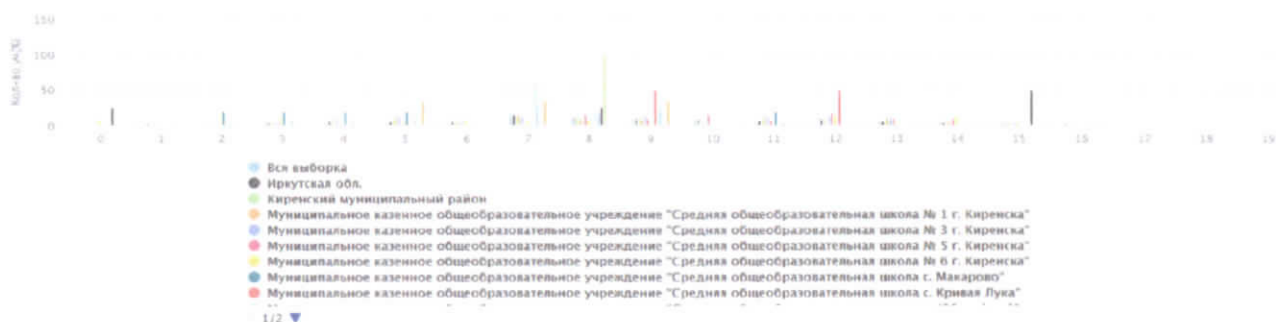 150
100
50
0
Кол-во уч(%)
0 1 2 3 4 5 6 7 8 9 10 11 12 13 14 15 16 17 18 19
Вся выборка
Иркутская обл.
Киренский муниципальный район
Муниципальное казенное общеобразовательное учреждение "Средняя общеобразовательная школа № 1 г. Киренска"
Муниципальное казенное общеобразовательное учреждение "Средняя общеобразовательная школа № 3 г. Киренска"
Муниципальное казенное общеобразовательное учреждение "Средняя общеобразовательная школа № 5 г. Киренска"
Муниципальное казенное общеобразовательное учреждение "Средняя общеобразовательная школа № 6 г. Киренска"
Муниципальное казенное общеобразовательное учреждение "Средняя общеобразовательная школа с. Макарово"
Муниципальное казенное общеобразовательное учреждение "Средняя общеобразовательная школа с. Кривая Лука"
1/2